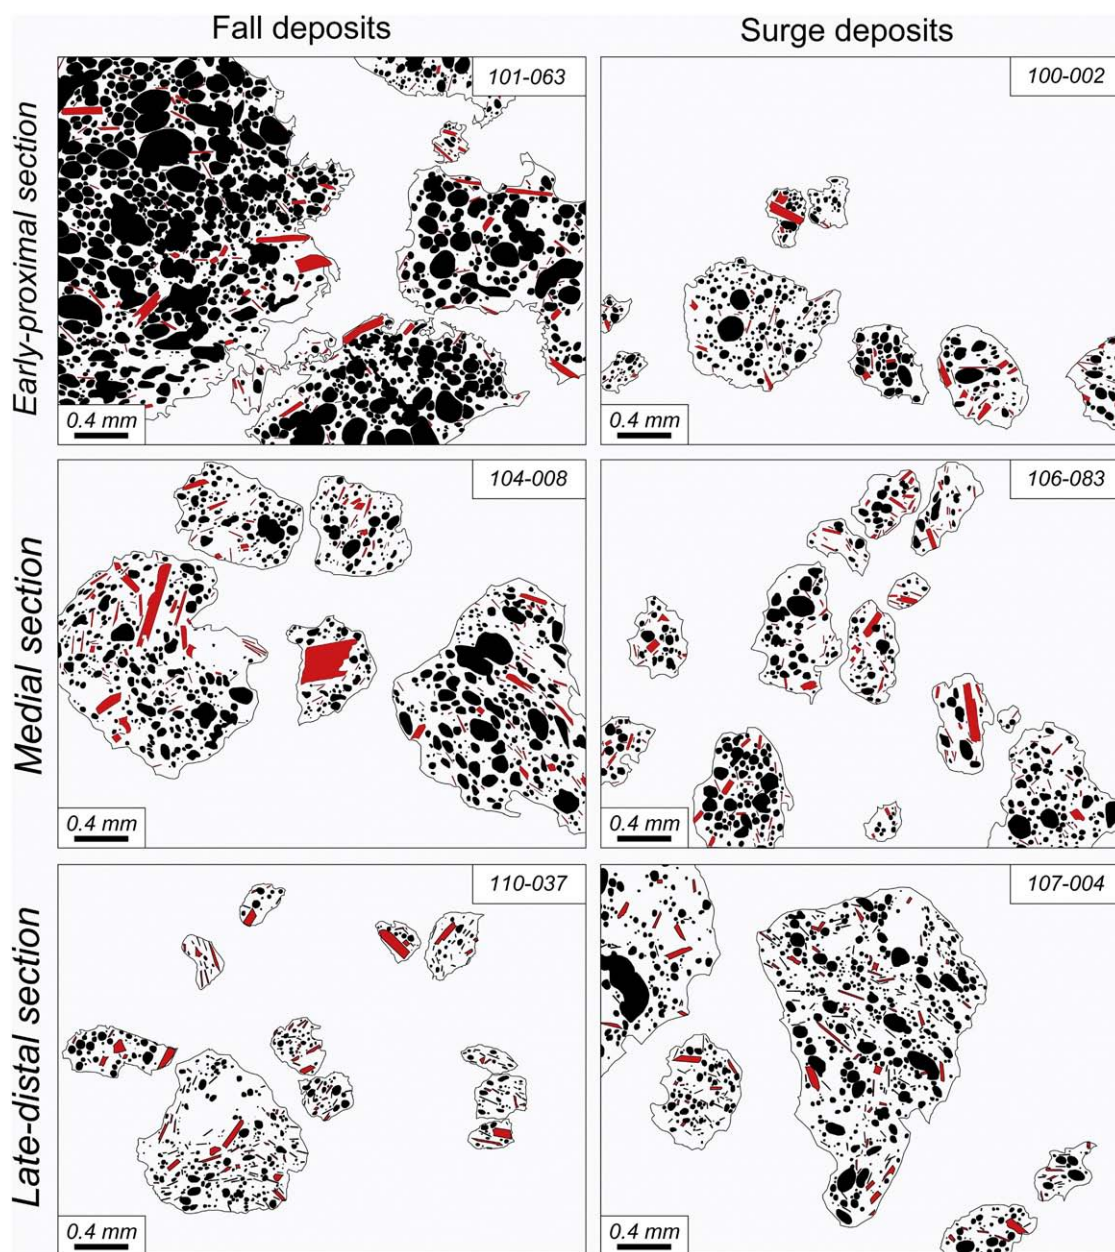 Fall deposits
Surge deposits
Early-proximal section
101-063
0.4 mm
100-002
0.4 mm
Medial section
104-008
0.4 mm
106-083
0.4 mm
Late-distal section
110-037
0.4 mm
107-004
0.4 mm